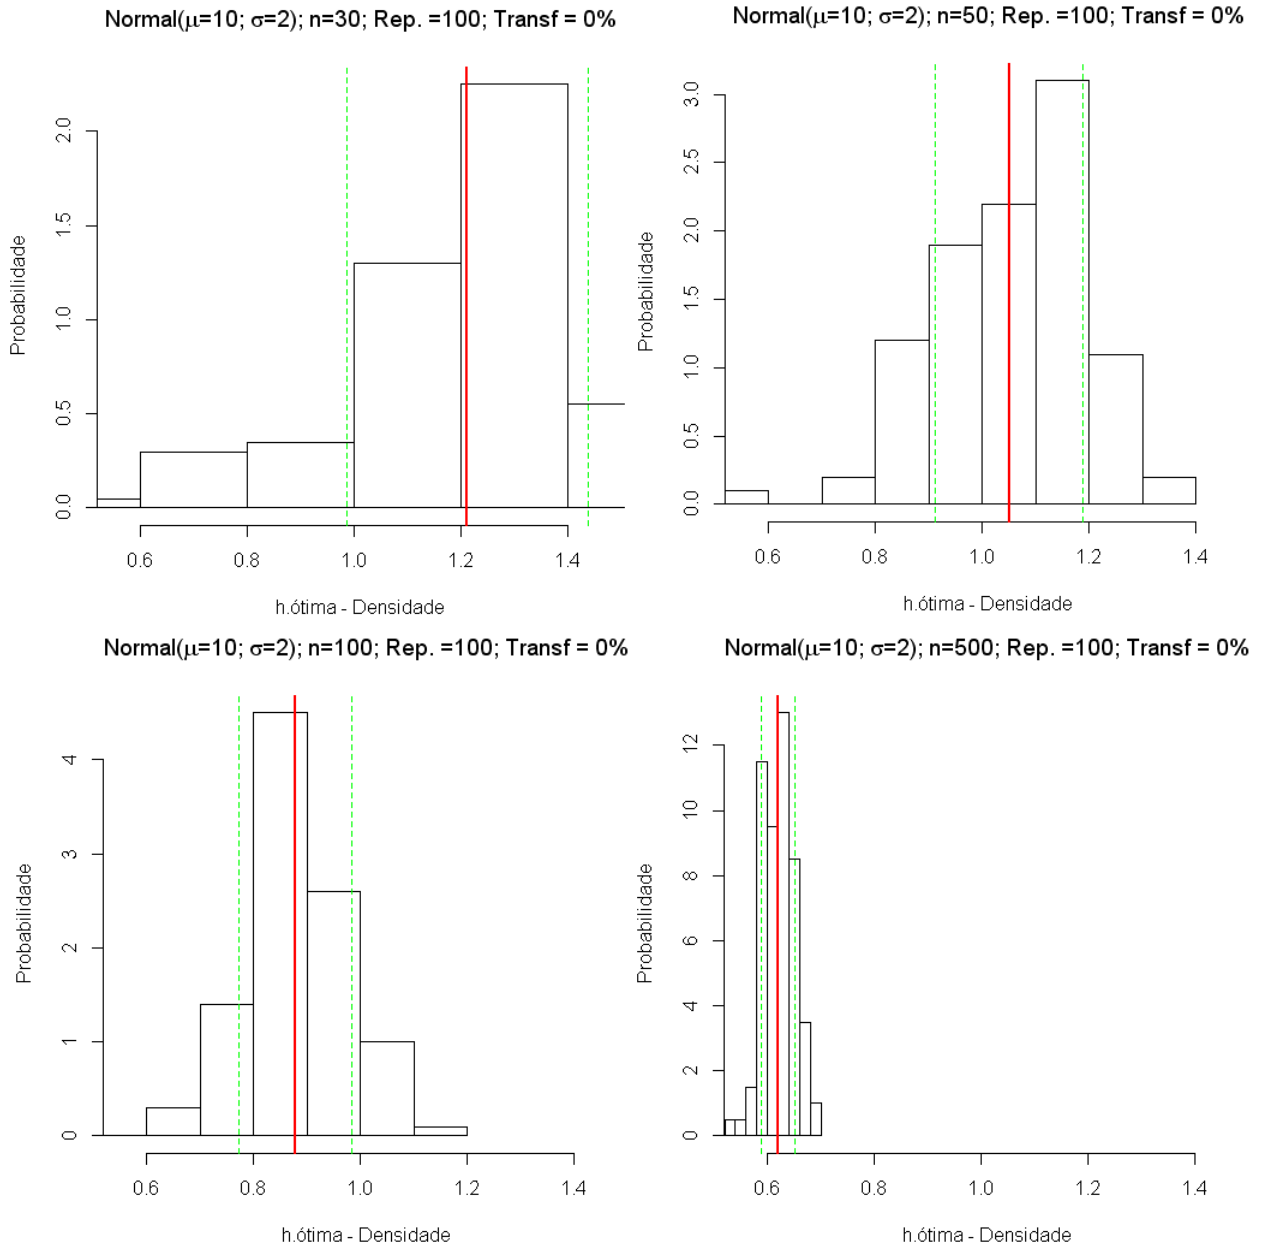 Normal(μ=10; σ=2); n=30; Rep. =100; Transf = 0%
Probabilidade
2.0
1.5
1.0
0.5
0.0
0.6 0.8 1.0 1.2 1.4
h.ótima - Densidade
Normal(μ=10; σ=2); n=50; Rep. =100; Transf = 0%
Probabilidade
3.0
2.5
2.0
1.5
1.0
0.5
0.0
0.6 0.8 1.0 1.2 1.4
h.ótima - Densidade
Normal(μ=10; σ=2); n=100; Rep. =100; Transf = 0%
Probabilidade
4
3
2
1
0
0.6 0.8 1.0 1.2 1.4
h.ótima - Densidade
Normal(μ=10; σ=2); n=500; Rep. =100; Transf = 0%
Probabilidade
12
10
8
6
4
2
0
0.6 0.8 1.0 1.2 1.4
h.ótima - Densidade